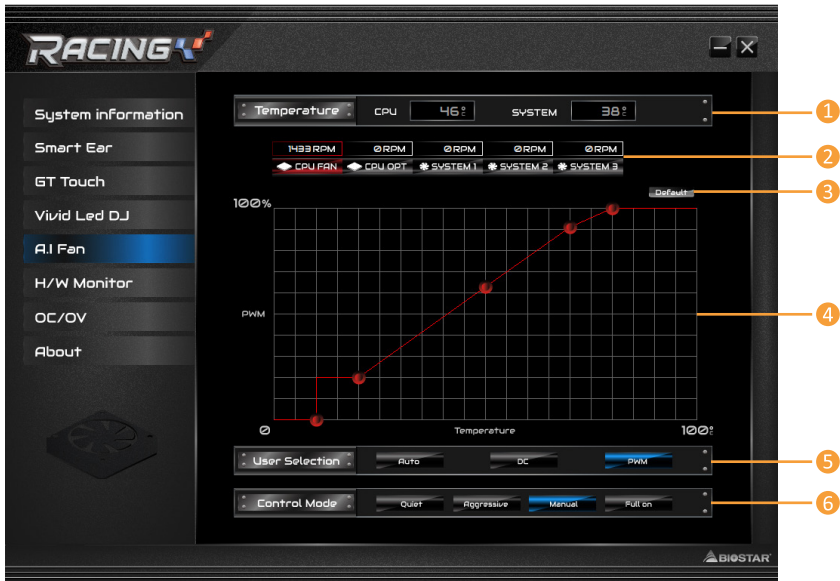 RACING
System information
Smart Ear
GT Touch
Vivid Led DJ
A.I Fan
H/W Monitor
OC/OV
About
Temperature CPU 46°C SYSTEM 38°C 1
1433 RPM 0 RPM 0 RPM 0 RPM 0 RPM
CPU FAN CPU OPT SYSTEM 1 SYSTEM 2 SYSTEM 3 2
Default 3
100%
PWM 4
0 Temperature 100°C
User Selection Auto DC PWM 5
Control Mode Quiet Aggressive Manual Full on 6
BIOSTAR